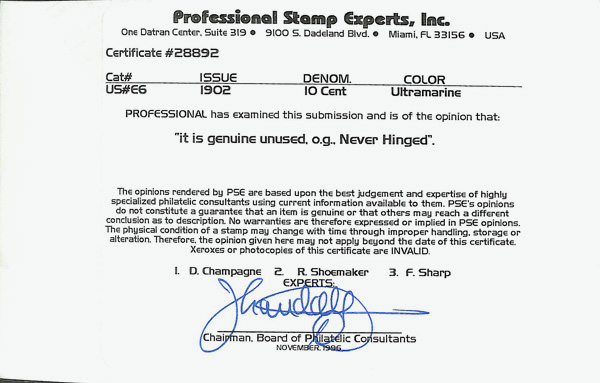 Professional Stamp Experts, Inc.
One Datran Center, Suite 319 • 9100 S. Dadeland Blvd. • Miami, FL 33156 • USA
Certificate #28892
Cat# ISSUE DENOM. COLOR
US#E6 1902 10 Cent Ultramarine
PROFESSIONAL has examined this submission and is of the opinion that:
"it is genuine unused, o.g., Never Hinged".
The opinions rendered by PSE are based upon the best judgement and expertise of highly
specialized philatelic consultants using current information available to them. PSE's opinions
do not constitute a guarantee that an item is genuine or that others may reach a different
conclusion as to description. No warranties are therefore expressed or implied in PSE opinions.
The physical condition of a stamp may change with time through improper handling, storage or
alteration. Therefore, the opinion given here may not apply beyond the date of this certificate.
Xeroxes or photocopies of this certificate are INVALID.
1. D. Champagne 2. R. Shoemaker 3. F. Sharp
EXPERTS:
Chairman, Board of Philatelic Consultants
NOVEMBER, 1996